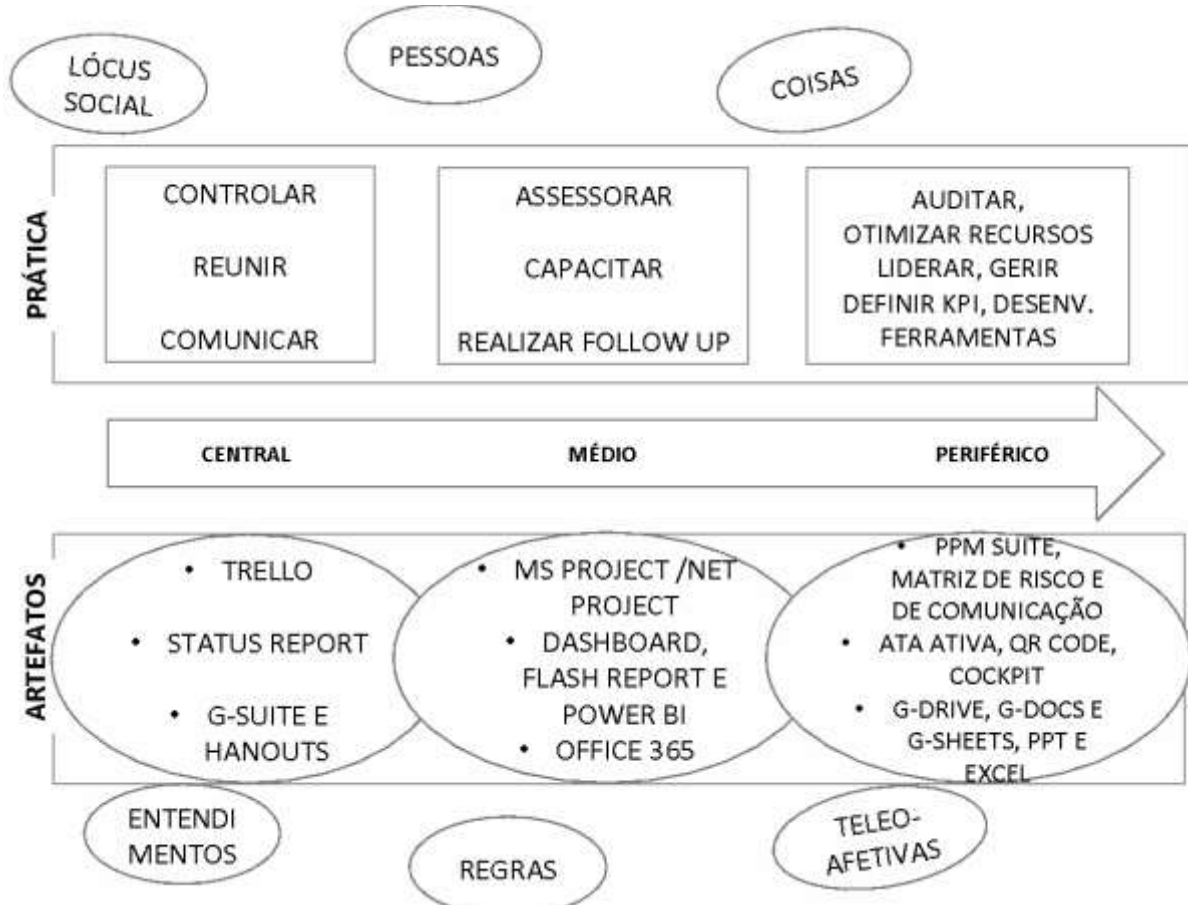 LÓCUS
SOCIAL
PESSOAS
COISAS
PRÁTICA
CONTROLAR
REUNIR
COMUNICAR
ASSESSORAR
CAPACITAR
REALIZAR FOLLOW UP
AUDITAR,
OTIMIZAR RECURSOS
LIDERAR, GERIR
DEFINIR KPI, DESENV.
FERRAMENTAS
CENTRAL
MÉDIO
PERIFÉRICO
ARTEFATOS
• TRELLO
• STATUS REPORT
• G-SUITE E
HANOUTS
• MS PROJECT /NET
PROJECT
• DASHBOARD,
FLASH REPORT E
POWER BI
• OFFICE 365
• PPM SUITE,
MATRIZ DE RISCO E
DE COMUNICAÇÃO
• ATA ATIVA, QR CODE,
COCKPIT
• G-DRIVE, G-DOCS E
G-SHEETS, PPT E
EXCEL
ENTENDI
MENTOS
REGRAS
TELEO-
AFETIVAS